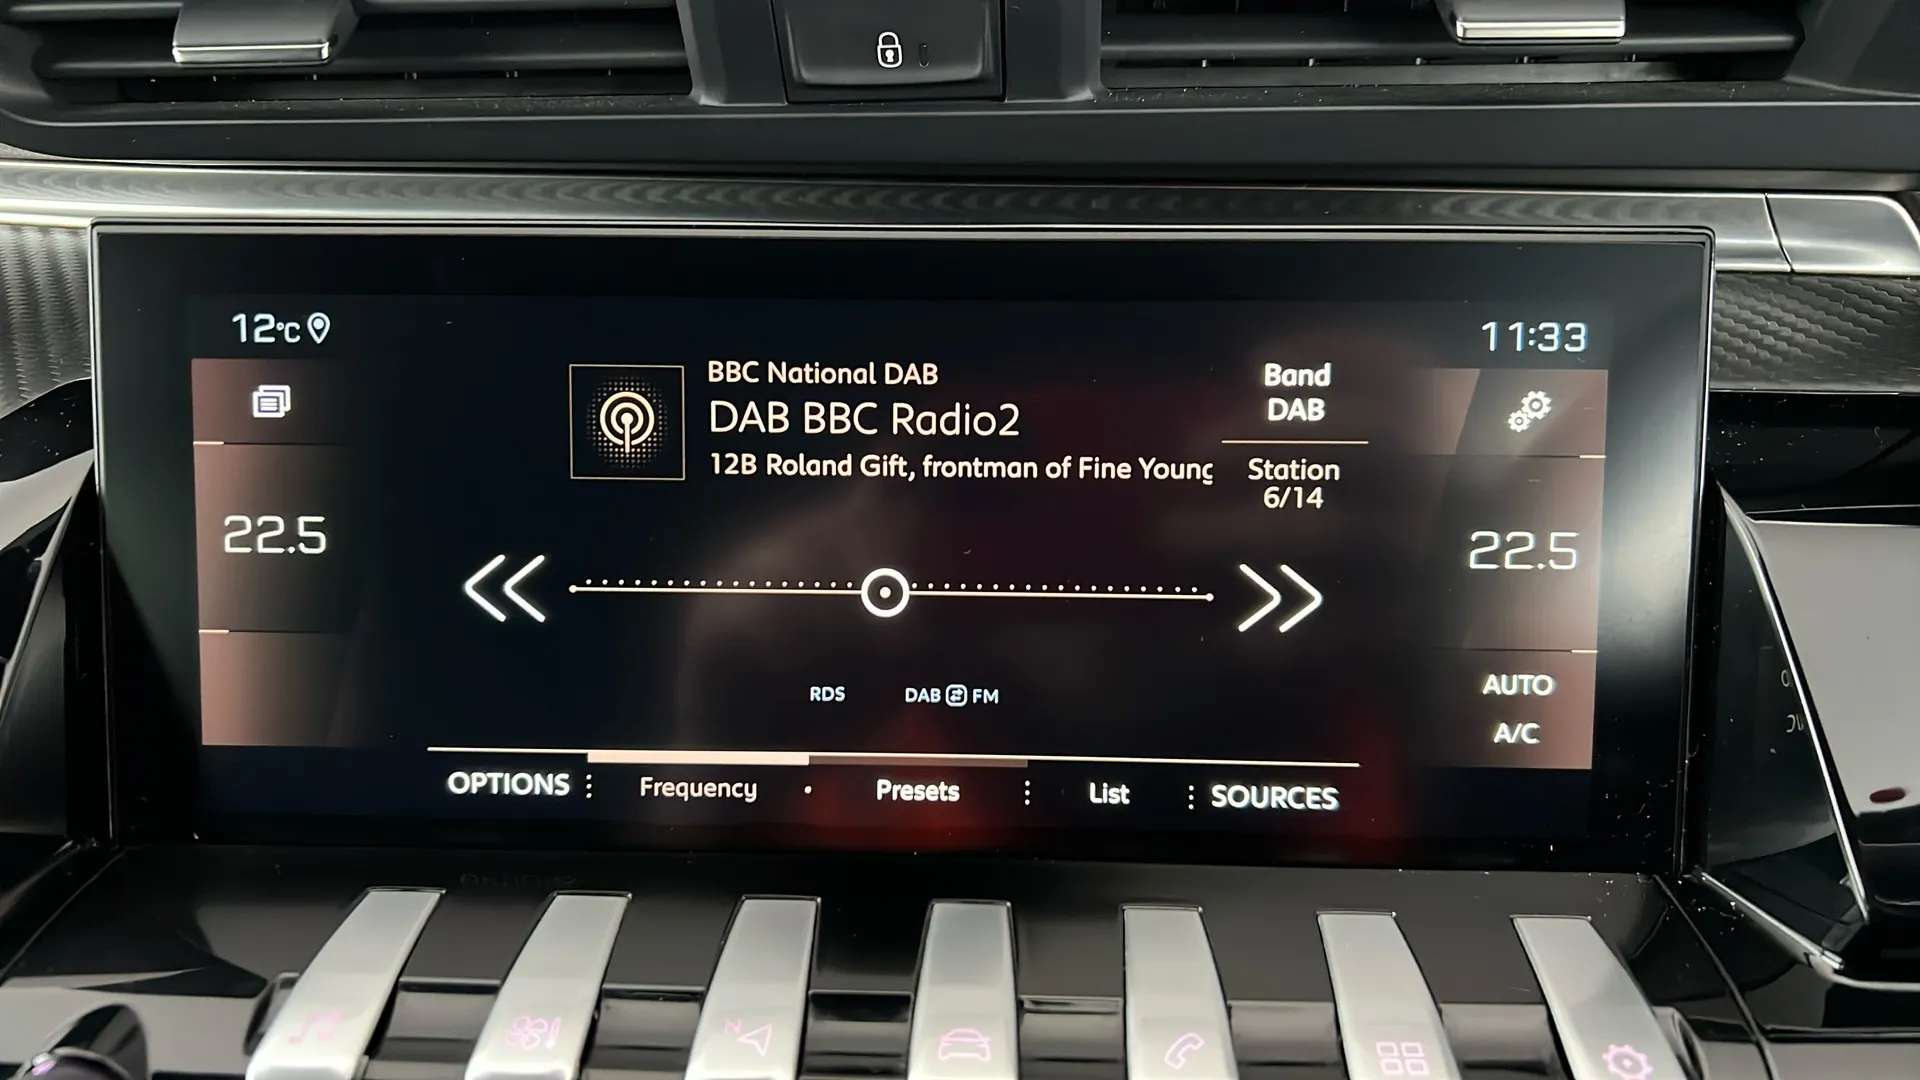 12°C
11:33
BBC National DAB
DAB BBC Radio2
12B Roland Gift, frontman of Fine Young
Band
DAB
Station
6/14
22.5
22.5
RDS
DAB FM
AUTO
A/C
OPTIONS
Frequency
Presets
List
SOURCES
N